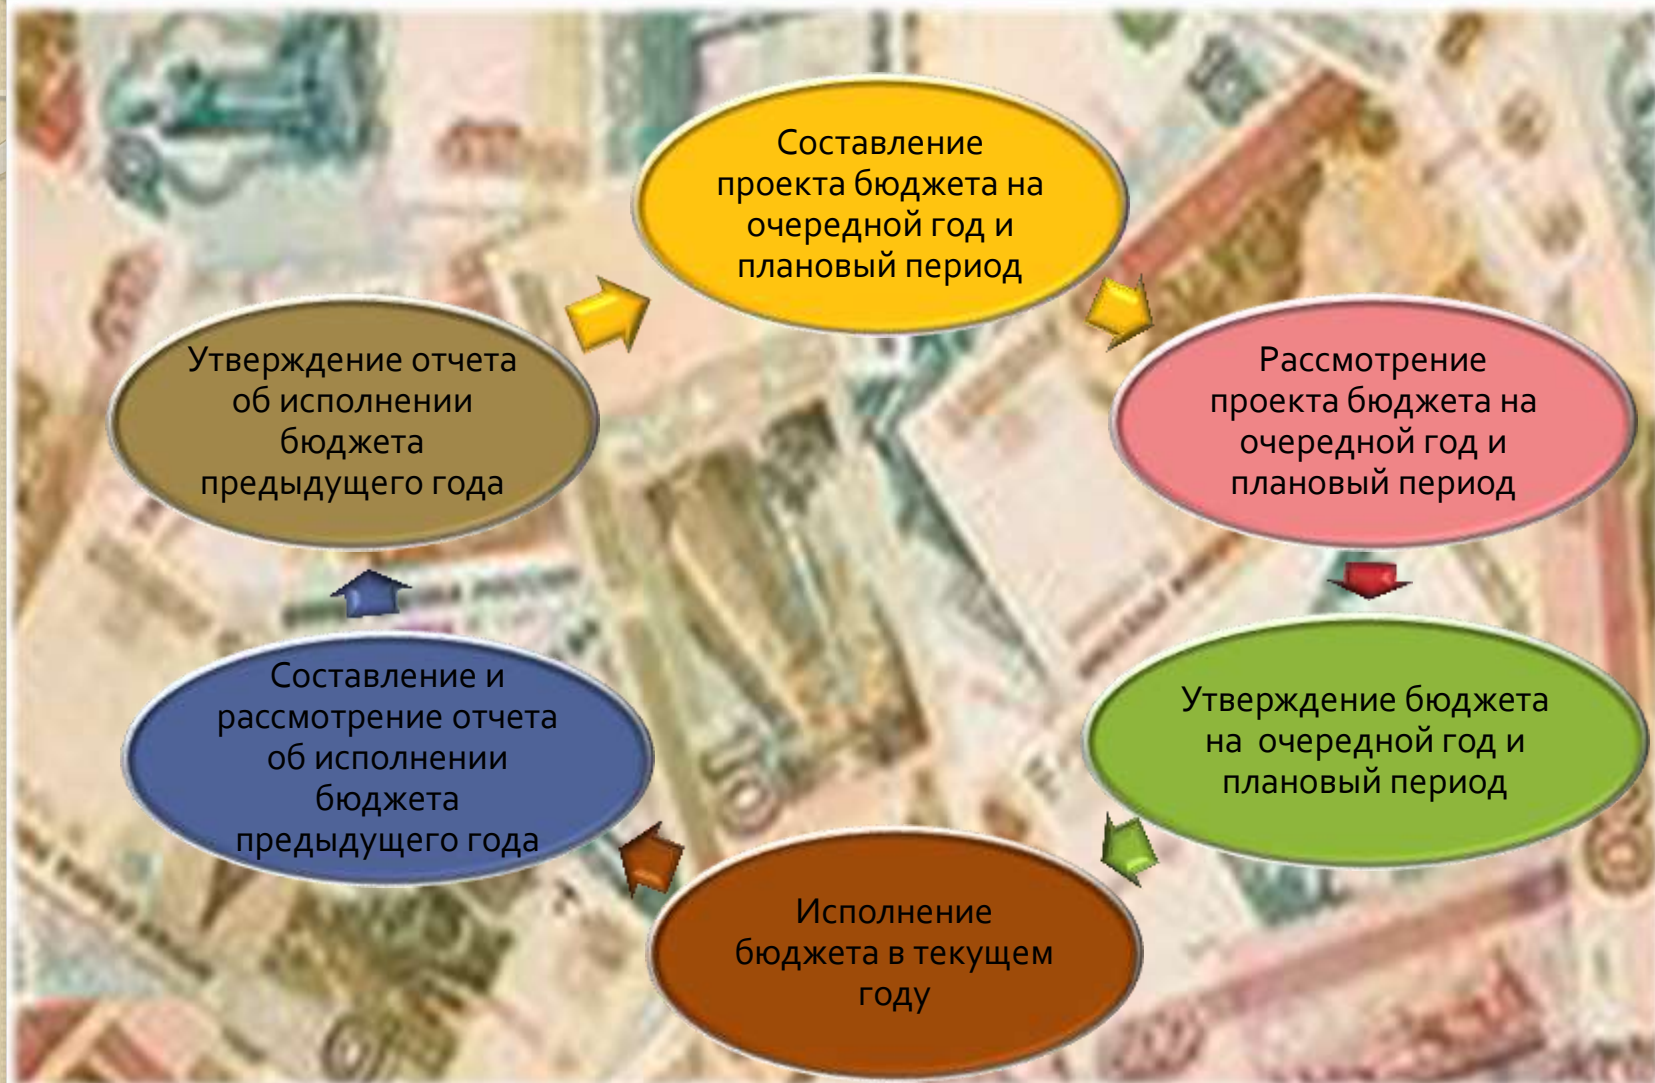 Составление
проекта бюджета на
очередной год и
плановый период
Рассмотрение
проекта бюджета на
очередной год и
плановый период
Утверждение бюджета
на очередной год и
плановый период
Исполнение
бюджета в текущем
году
Составление и
рассмотрение отчета
об исполнении
бюджета
предыдущего года
Утверждение отчета
об исполнении
бюджета
предыдущего года